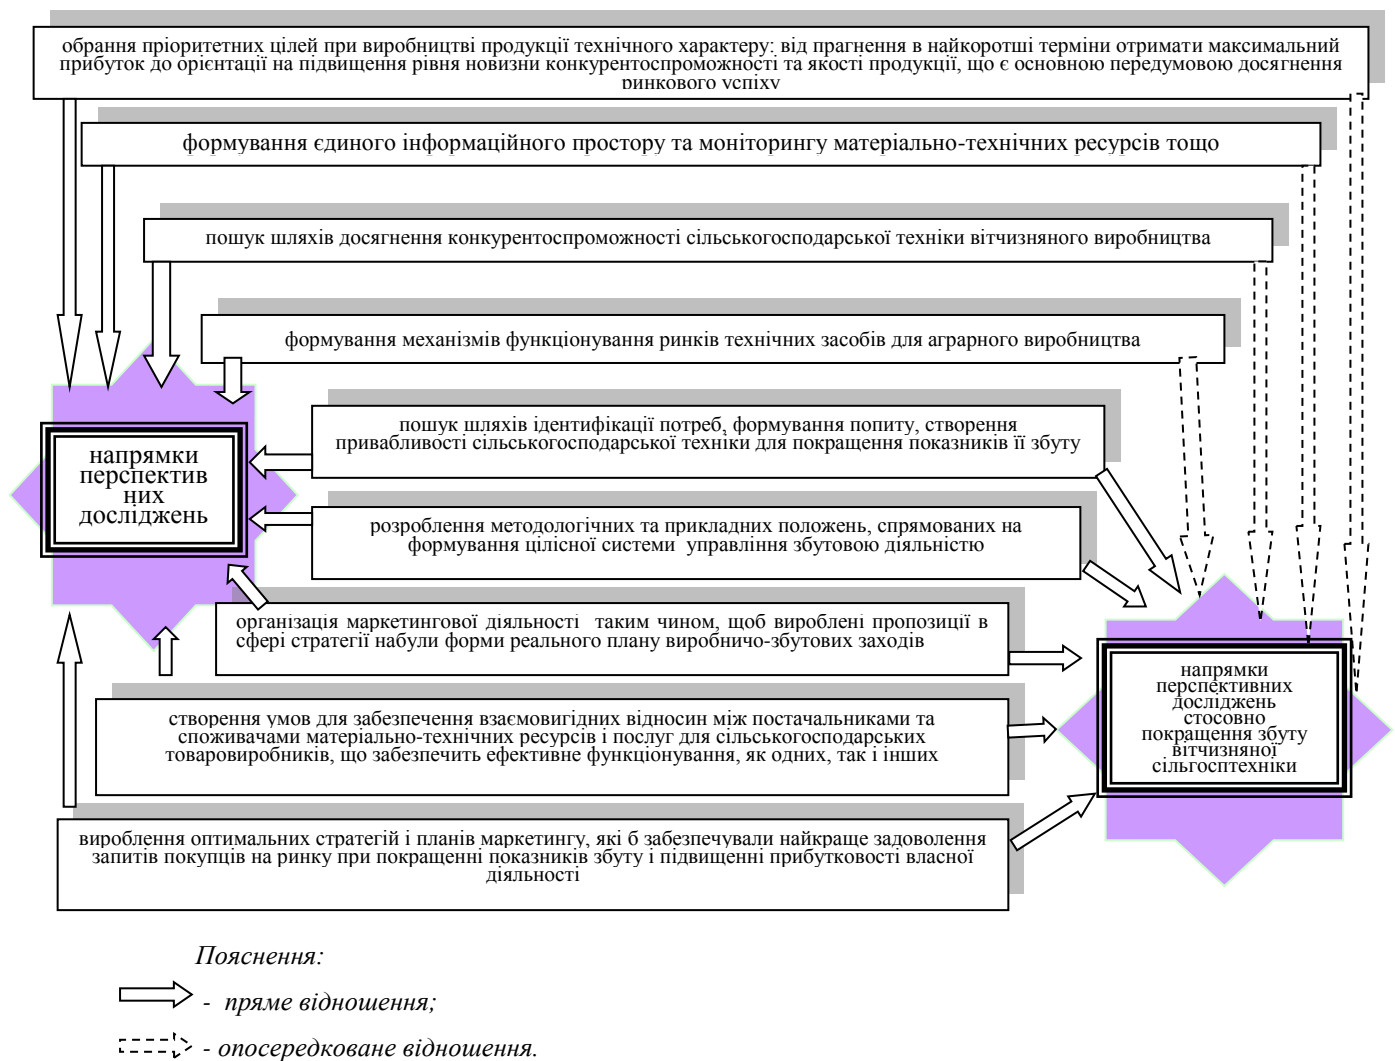 обрання пріоритетних цілей при виробництві продукції технічного характеру: від прагнення в найкоротші терміни отримати максимальний
прибуток до орієнтації на підвищення рівня новизни конкурентоспроможності та якості продукції, що є основною передумовою досягнення
ринкового успіху
формування єдиного інформаційного простору та моніторингу матеріально-технічних ресурсів тощо
пошук шляхів досягнення конкурентоспроможності сільськогосподарської техніки вітчизняного виробництва
формування механізмів функціонування ринків технічних засобів для аграрного виробництва
пошук шляхів ідентифікації потреб, формування попиту, створення
привабливості сільськогосподарської техніки для покращення показників її збуту
напрямки
перспектив
них
досліджень
розроблення методологічних та прикладних положень, спрямованих на
формування цілісної системи управління збутовою діяльністю
організація маркетингової діяльності таким чином, щоб вироблені пропозиції в
сфері стратегії набули форми реального плану виробничо-збутових заходів
напрямки
перспективних
досліджень
стосовно
покращення збуту
вітчизняної
сільгосптехніки
створення умов для забезпечення взаємовигідних відносин між постачальниками та
споживачами матеріально-технічних ресурсів і послуг для сільськогосподарських
товаровиробників, що забезпечить ефективне функціонування, як одних, так і інших
вироблення оптимальних стратегій і планів маркетингу, які б забезпечували найкраще задоволення
запитів покупців на ринку при покращенні показників збуту і підвищенні прибутковості власної
діяльності
Пояснення:
- пряме відношення;
- опосередковане відношення.